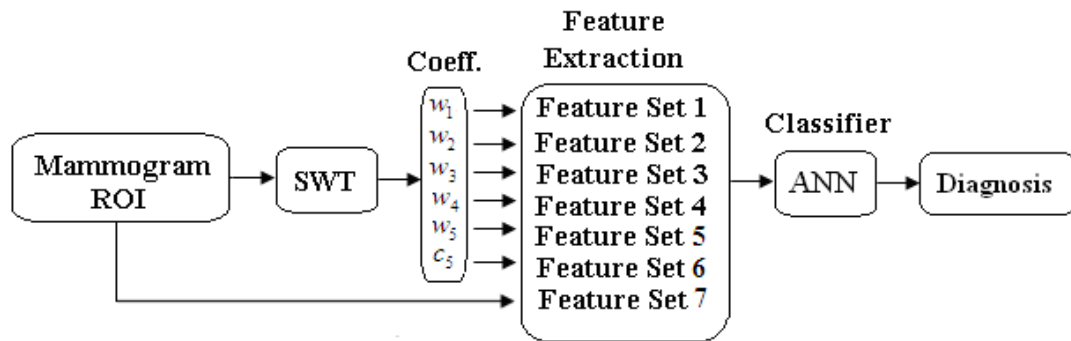 Feature
Extraction
Coeff.
w1
w2
w3
w4
w5
c5
Feature Set 1
Feature Set 2
Feature Set 3
Feature Set 4
Feature Set 5
Feature Set 6
Feature Set 7
Mammogram
ROI
SWT
Classifier
ANN
Diagnosis